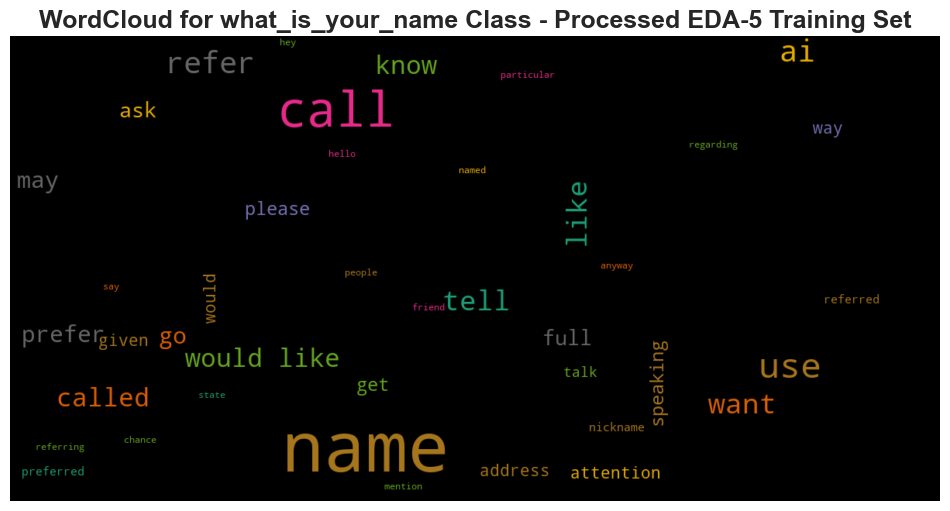 WordCloud for what_is_your_name Class - Processed EDA-5 Training Set
hey
refer
know
ai
particular
ask
call
way
regarding
hello
named
may
like
please
anyway
people
say
would
tell
referred
friend
prefer
given
go
full
would like
use
talk
get
speaking
called
state
want
nickname
name
chance
referring
preferred
address
attention
mention